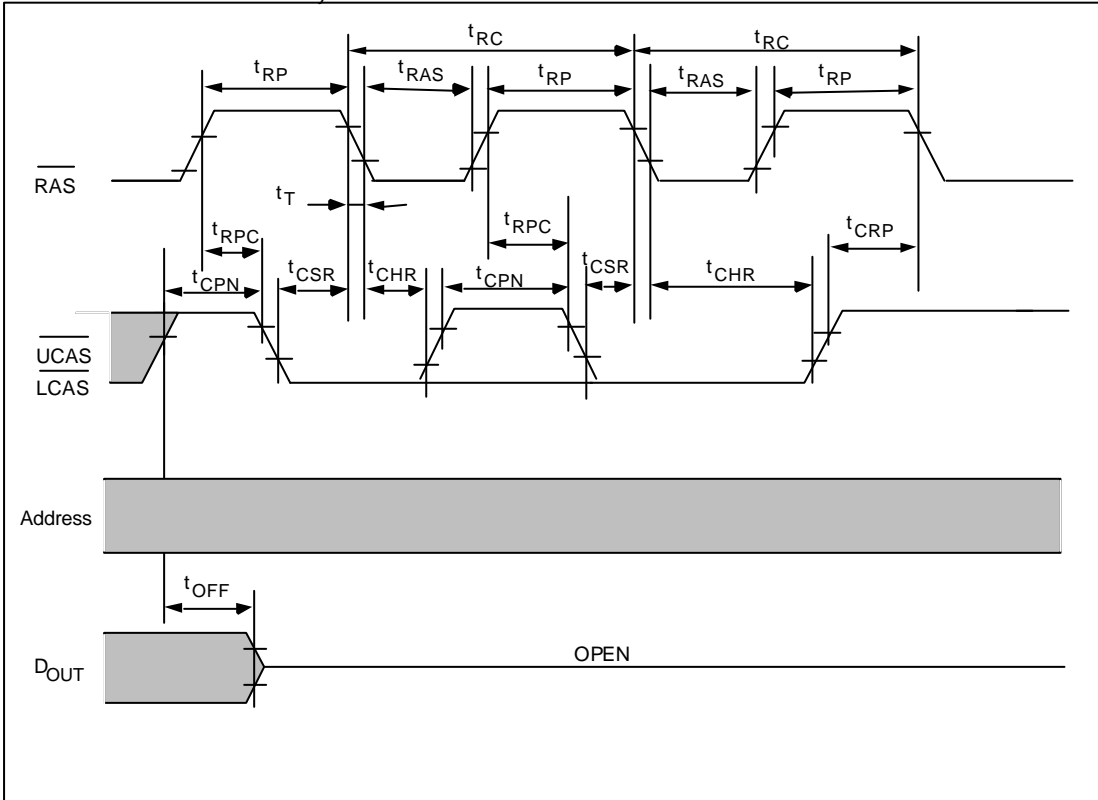 tRC tRC
tRP tRAS tRP tRAS tRP
RAS
tT
tRPC tRPC tCRP
tCPN tCSR tCHR tCPN tCSR tCHR
UCAS
LCAS
Address
tOFF
DOUT OPEN